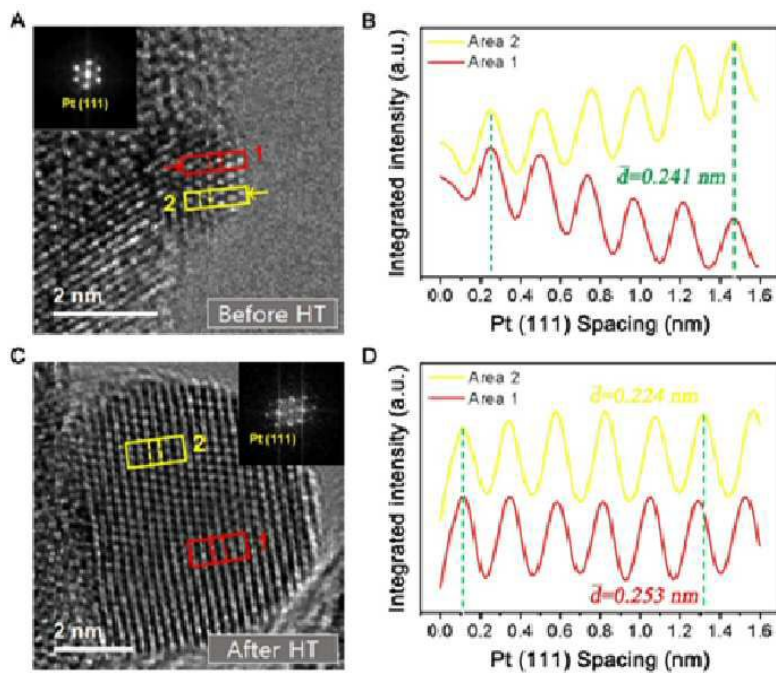 A
Pt (111)
1
2
2 nm
Before HT
B
Area 2
Area 1
d̄=0.241 nm
Integrated intensity (a.u.)
0.0 0.2 0.4 0.6 0.8 1.0 1.2 1.4 1.6
Pt (111) Spacing (nm)
C
Pt (111)
2
1
2 nm
After HT
D
Area 2
Area 1
d̄=0.224 nm
d̄=0.253 nm
Integrated intensity (a.u.)
0.0 0.2 0.4 0.6 0.8 1.0 1.2 1.4 1.6
Pt (111) Spacing (nm)